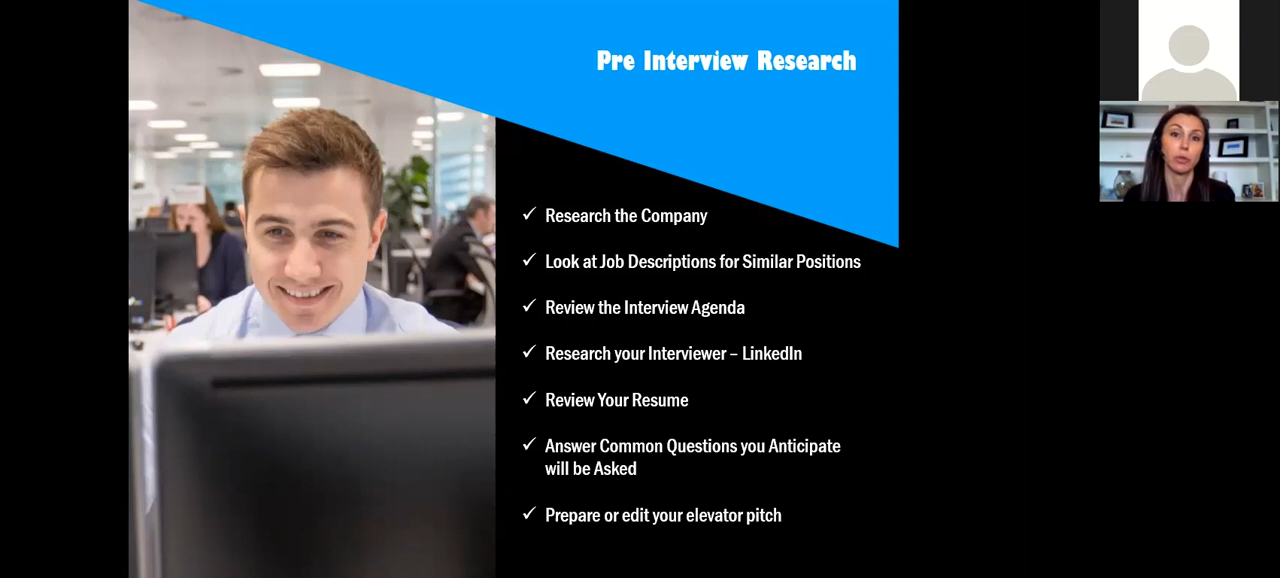 Pre Interview Research
✓ Research the Company
✓ Look at Job Descriptions for Similar Positions
✓ Review the Interview Agenda
✓ Research your Interviewer – LinkedIn
✓ Review Your Resume
✓ Answer Common Questions you Anticipate
will be Asked
✓ Prepare or edit your elevator pitch